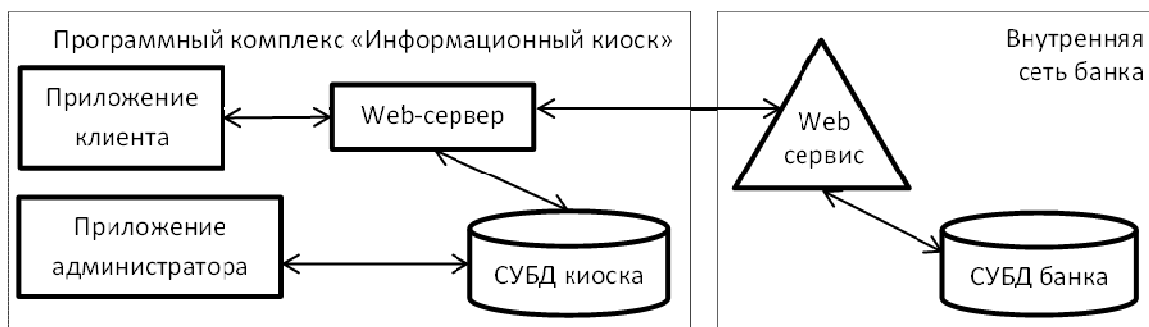 Программный комплекс «Информационный киоск»
Приложение
клиента
Web-сервер
Приложение
администратора
СУБД киоска
Внутренняя
сеть банка
Web
сервис
СУБД банка